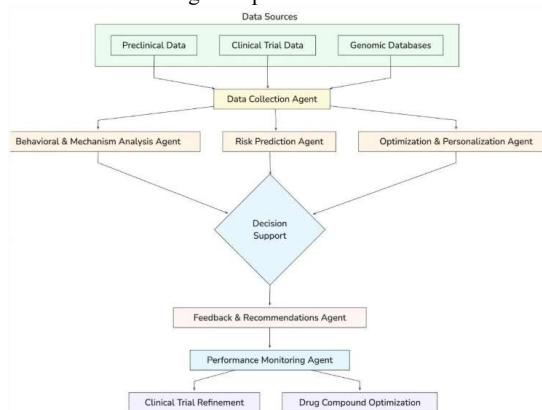 Data Sources
Preclinical Data
Clinical Trial Data
Genomic Databases
Data Collection Agent
Behavioral & Mechanism Analysis Agent
Risk Prediction Agent
Optimization & Personalization Agent
Decision
Support
Feedback & Recommendations Agent
Performance Monitoring Agent
Clinical Trial Refinement
Drug Compound Optimization